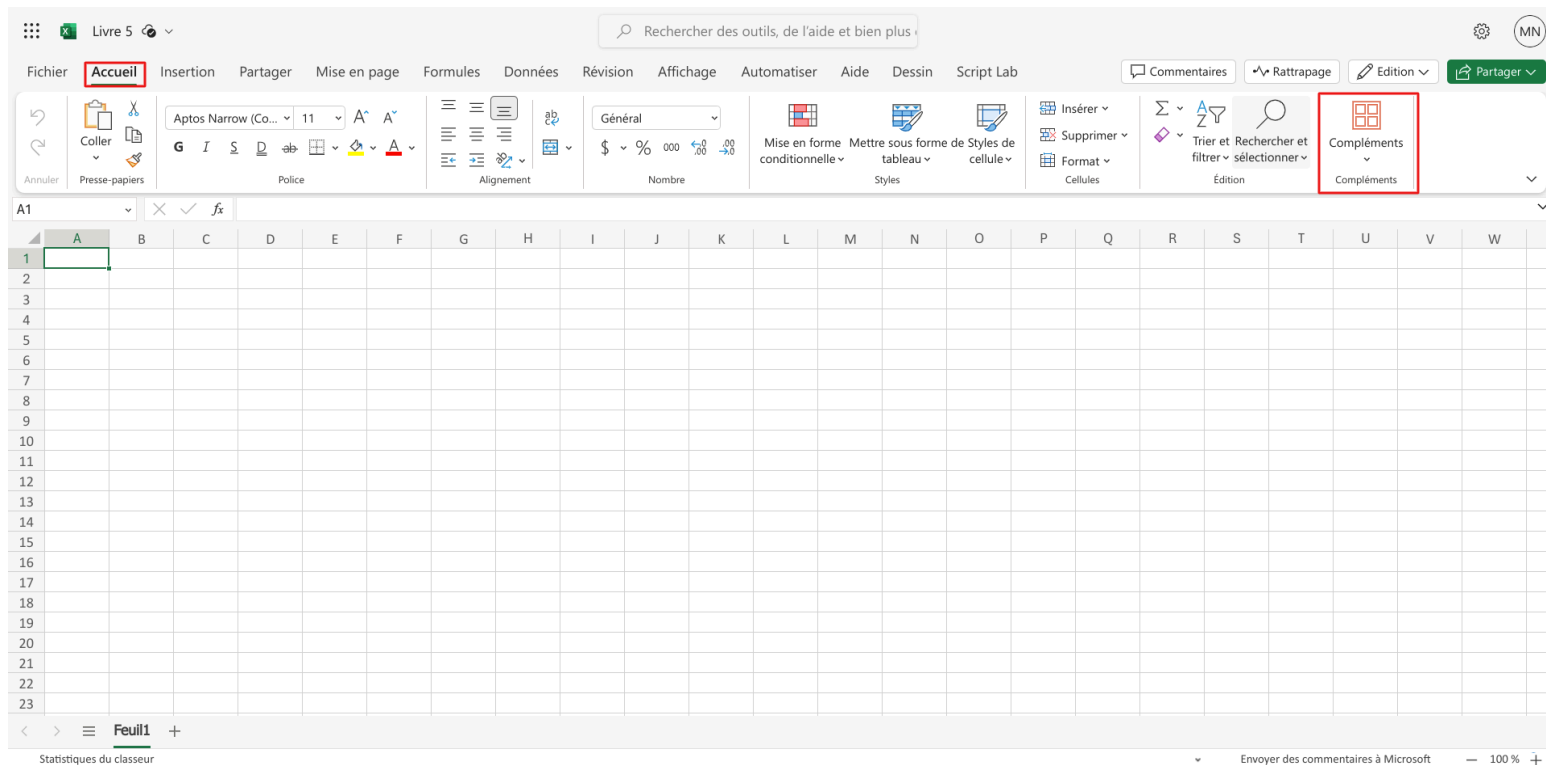 Livre 5
Rechercher des outils, de l'aide et bien plus
MN
Fichier Accueil Insertion Partager Mise en page Formules Données Révision Affichage Automatiser Aide Dessin Script Lab
Commentaires Rattrapage Edition Partager
Coller
Aptos Narrow (Co... 11
G I S D ab
ab
Général
$ % 000
Mise en forme conditionnelle
Mettre sous forme de tableau
Styles de cellule
Insérer
Supprimer
Format
Trier et filtrer
Rechercher et sélectionner
Compléments
Annuler Presse-papiers Police Alignement Nombre Styles Cellules Édition Compléments
A1 fx
A B C D E F G H I J K L M N O P Q R S T U V W
1
2
3
4
5
6
7
8
9
10
11
12
13
14
15
16
17
18
19
20
21
22
23
Feuil1
Statistiques du classeur Envoyer des commentaires à Microsoft 100 %